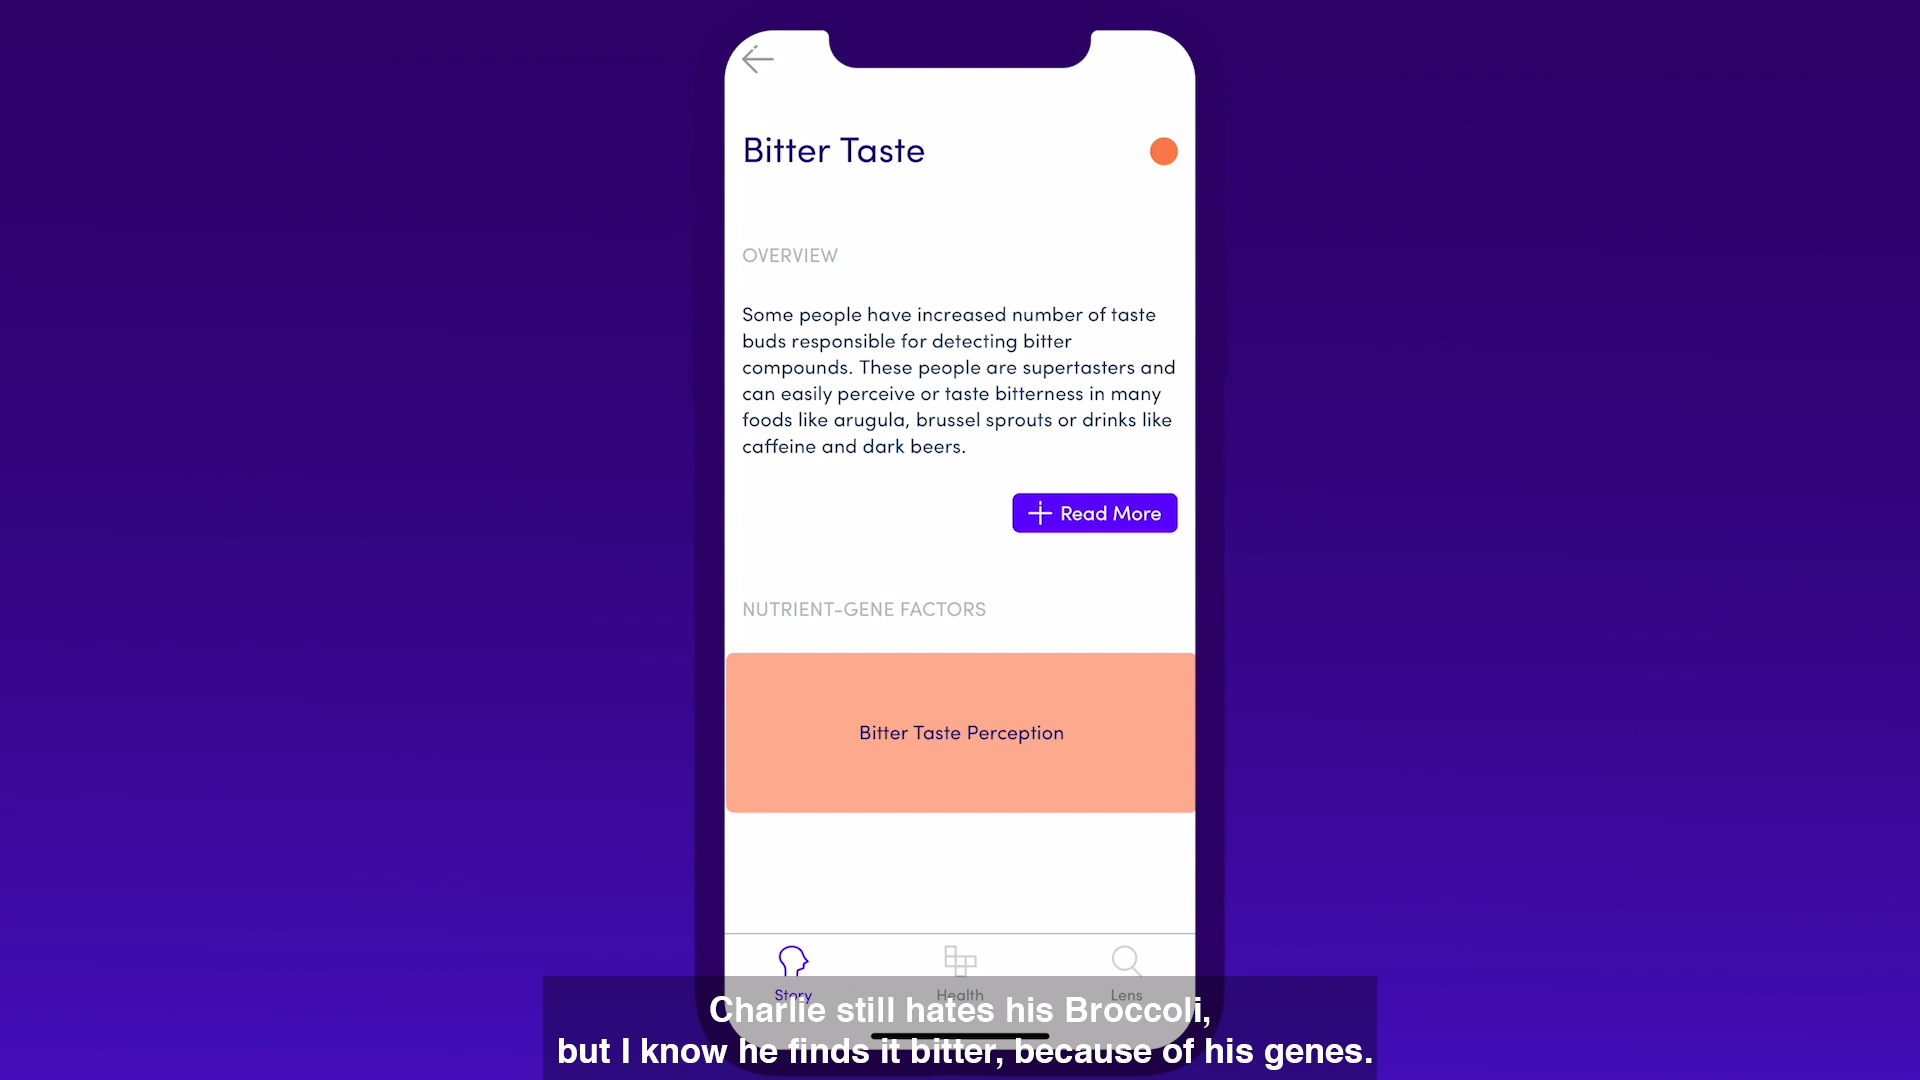 Bitter Taste
OVERVIEW
Some people have increased number of taste
buds responsible for detecting bitter
compounds. These people are supertasters and
can easily perceive or taste bitterness in many
foods like arugula, brussel sprouts or drinks like
caffeine and dark beers.
Read More
NUTRIENT-GENE FACTORS
Bitter Taste Perception
Story Health Lens
Charlie still hates his Broccoli,
but I know he finds it bitter, because of his genes.